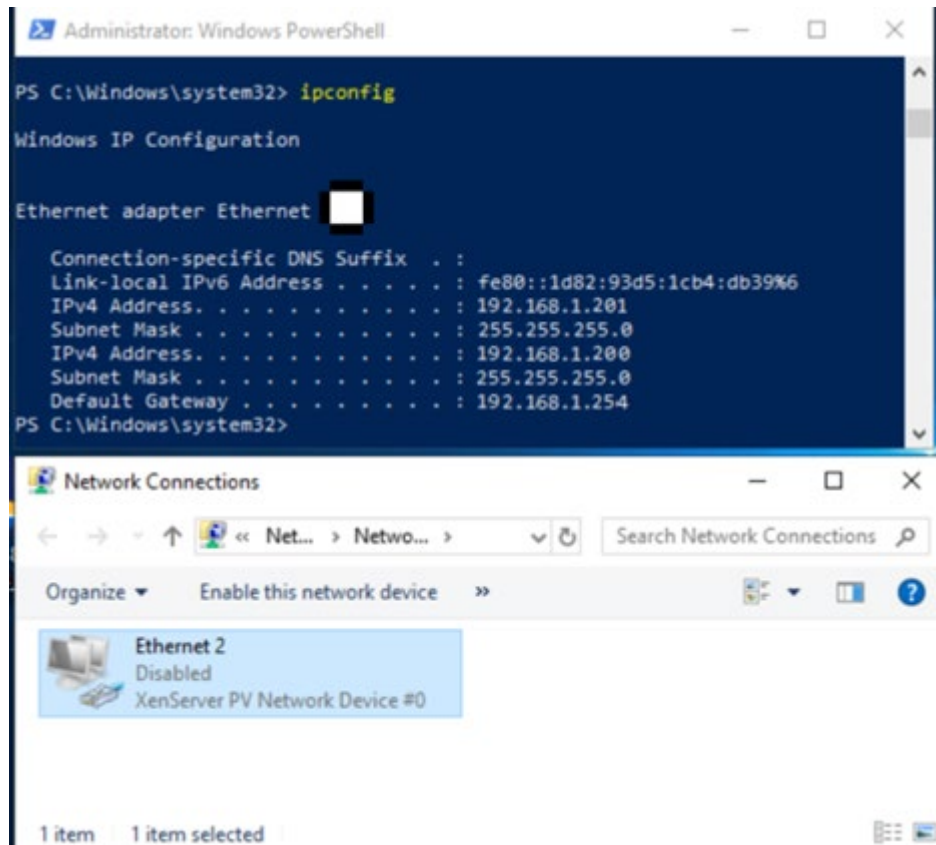 Administrator: Windows PowerShell
PS C:\Windows\system32> ipconfig
Windows IP Configuration
Ethernet adapter Ethernet
Connection-specific DNS Suffix . :
Link-local IPv6 Address . . . . . : fe80::1d82:93d5:1cb4:db39%6
IPv4 Address. . . . . . . . . . . : 192.168.1.201
Subnet Mask . . . . . . . . . . . : 255.255.255.0
IPv4 Address. . . . . . . . . . . : 192.168.1.200
Subnet Mask . . . . . . . . . . . : 255.255.255.0
Default Gateway . . . . . . . . . : 192.168.1.254
PS C:\Windows\system32>
Network Connections
« Net... > Netwo... > Search Network Connections
Organize Enable this network device »
Ethernet 2
Disabled
XenServer PV Network Device #0
1 item 1 item selected